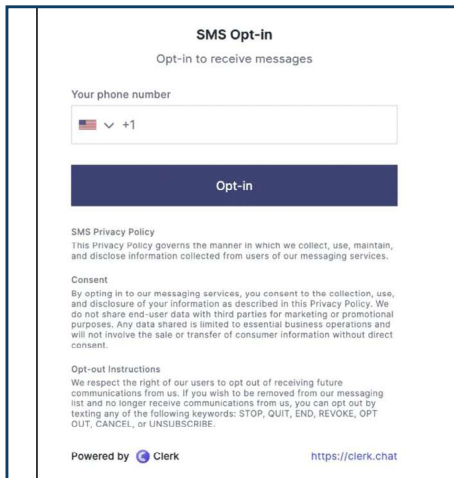 SMS Opt-in
Opt-in to receive messages
Your phone number
+1
Opt-in
SMS Privacy Policy
This Privacy Policy governs the manner in which we collect, use, maintain,
and disclose information collected from users of our messaging services.
Consent
By opting in to our messaging services, you consent to the collection, use,
and disclosure of your information as described in this Privacy Policy. We
do not share end-user data with third parties for marketing or promotional
purposes. Any data shared is limited to essential business operations and
will not involve the sale or transfer of consumer information without direct
consent.
Opt-out Instructions
We respect the right of our users to opt out of receiving future
communications from us. If you wish to be removed from our messaging
list and no longer receive communications from us, you can opt out by
texting any of the following keywords: STOP, QUIT, END, REVOKE, OPT
OUT, CANCEL, or UNSUBSCRIBE.
Powered by Clerk https://clerk.chat